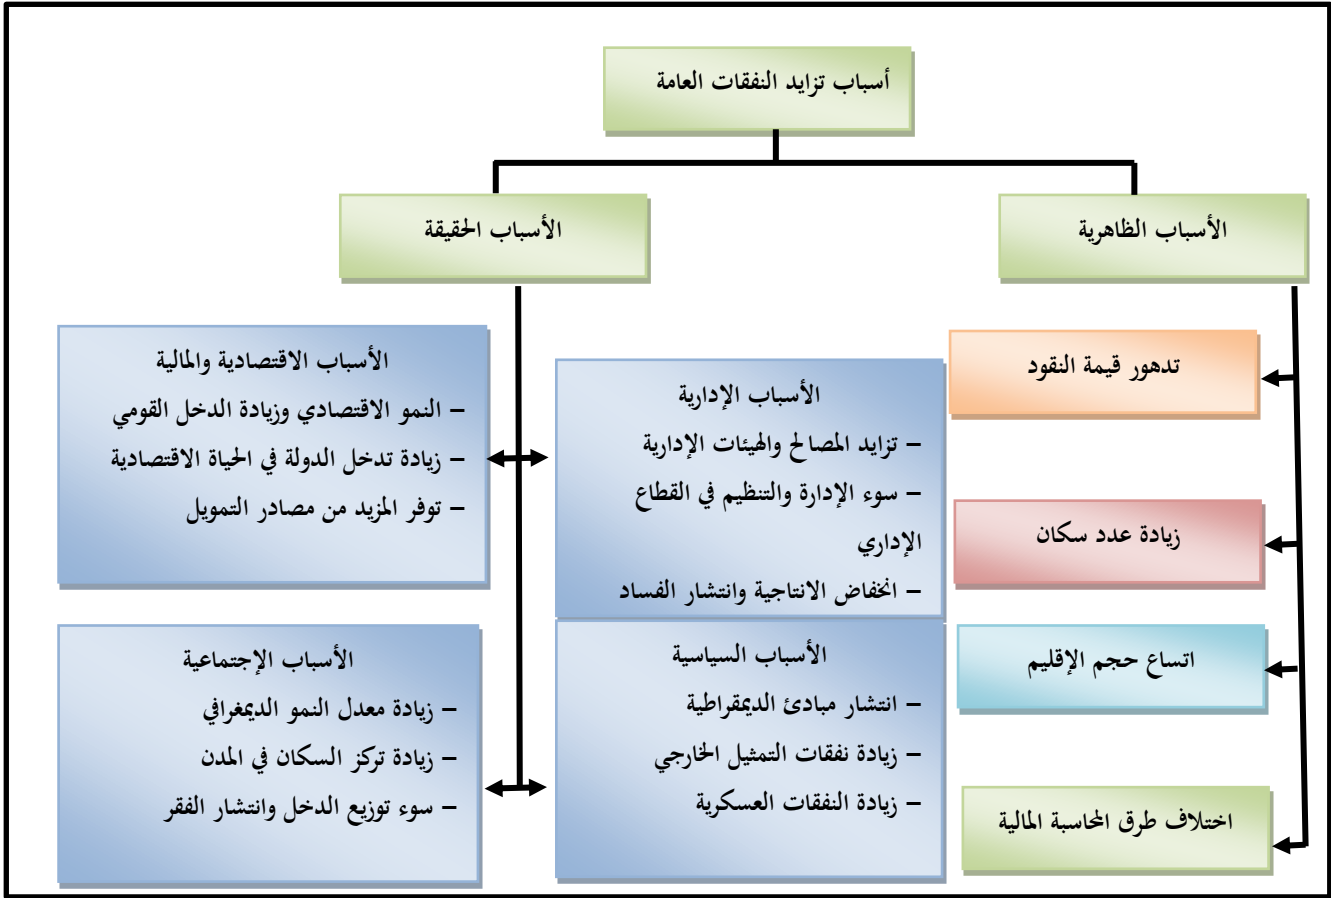 أسباب تزايد النفقات العامة
الأسباب الظاهرية
الأسباب الحقيقة
تدهور قيمة النقود
زيادة عدد سكان
اتساع حجم الإقليم
اختلاف طرق المحاسبة المالية
الأسباب الإدارية
– تزايد المصالح والهيئات الإدارية
– سوء الإدارة والتنظيم في القطاع
الإداري
– انخفاض الانتاجية وانتشار الفساد
الأسباب الاقتصادية والمالية
– النمو الاقتصادي وزيادة الدخل القومي
– زيادة تدخل الدولة في الحياة الاقتصادية
– توفر المزيد من مصادر التمويل
الأسباب السياسية
– انتشار مبادئ الديمقراطية
– زيادة نفقات التمثيل الخارجي
– زيادة النفقات العسكرية
الأسباب الإجتماعية
– زيادة معدل النمو الديمغرافي
– زيادة تركز السكان في المدن
– سوء توزيع الدخل وانتشار الفقر